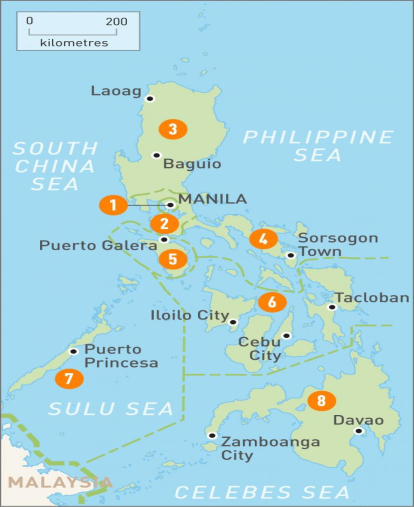 0 200
kilometres
Laoag
3
SOUTH
CHINA
SEA
PHILIPPINE
SEA
Baguio
1
MANILA
2
Puerto Galera
4
Sorsogon
Town
5
6
Tacloban
Iloilo City
Cebu
City
Puerto
Princesa
7
SULU SEA
8
Davao
Zamboanga
City
MALAYSIA
CELEBES SEA